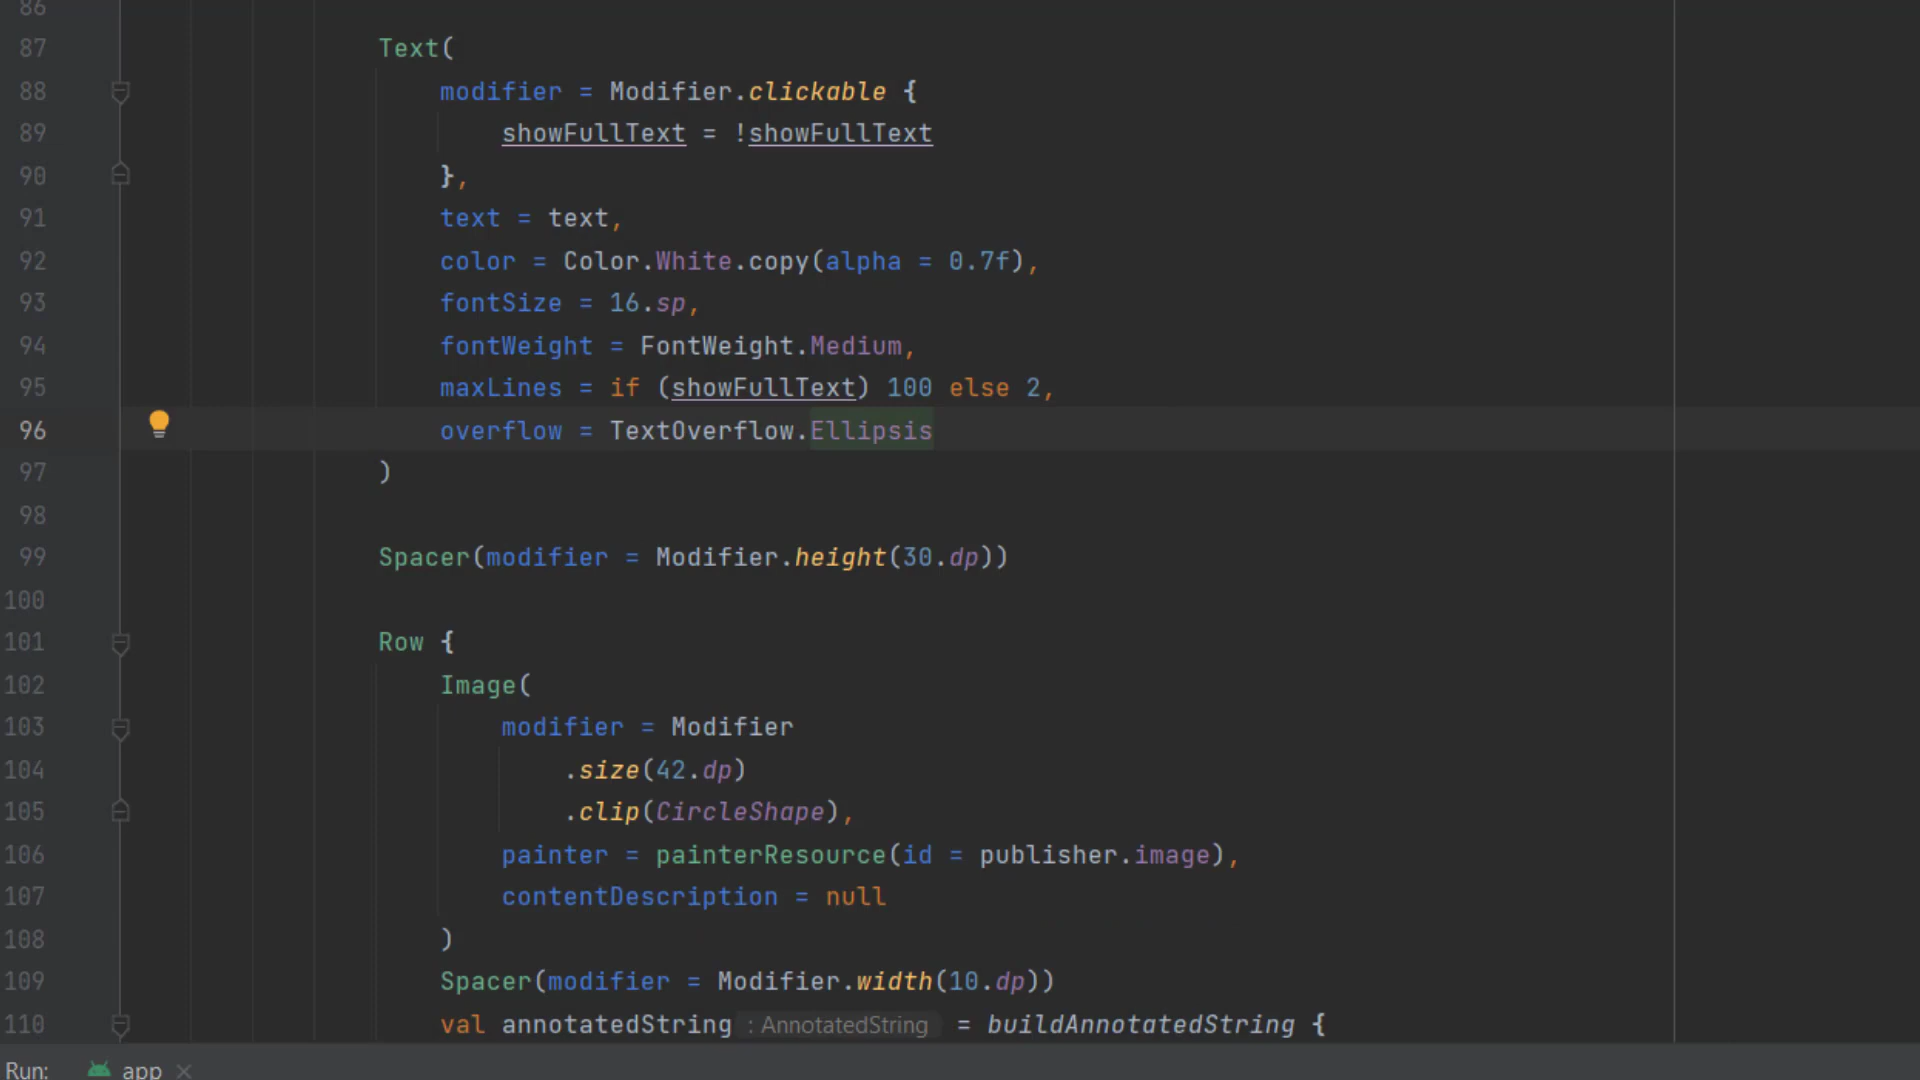 86
87 Text(
88 modifier = Modifier.clickable {
89 showFullText = !showFullText
90 },
91 text = text,
92 color = Color.White.copy(alpha = 0.7f),
93 fontSize = 16.sp,
94 fontWeight = FontWeight.Medium,
95 maxLines = if (showFullText) 100 else 2,
96 overflow = TextOverflow.Ellipsis
97 )
98
99 Spacer(modifier = Modifier.height(30.dp))
100
101 Row {
102 Image(
103 modifier = Modifier
104 .size(42.dp)
105 .clip(CircleShape),
106 painter = painterResource(id = publisher.image),
107 contentDescription = null
108 )
109 Spacer(modifier = Modifier.width(10.dp))
110 val annotatedString : AnnotatedString = buildAnnotatedString {
Run: app